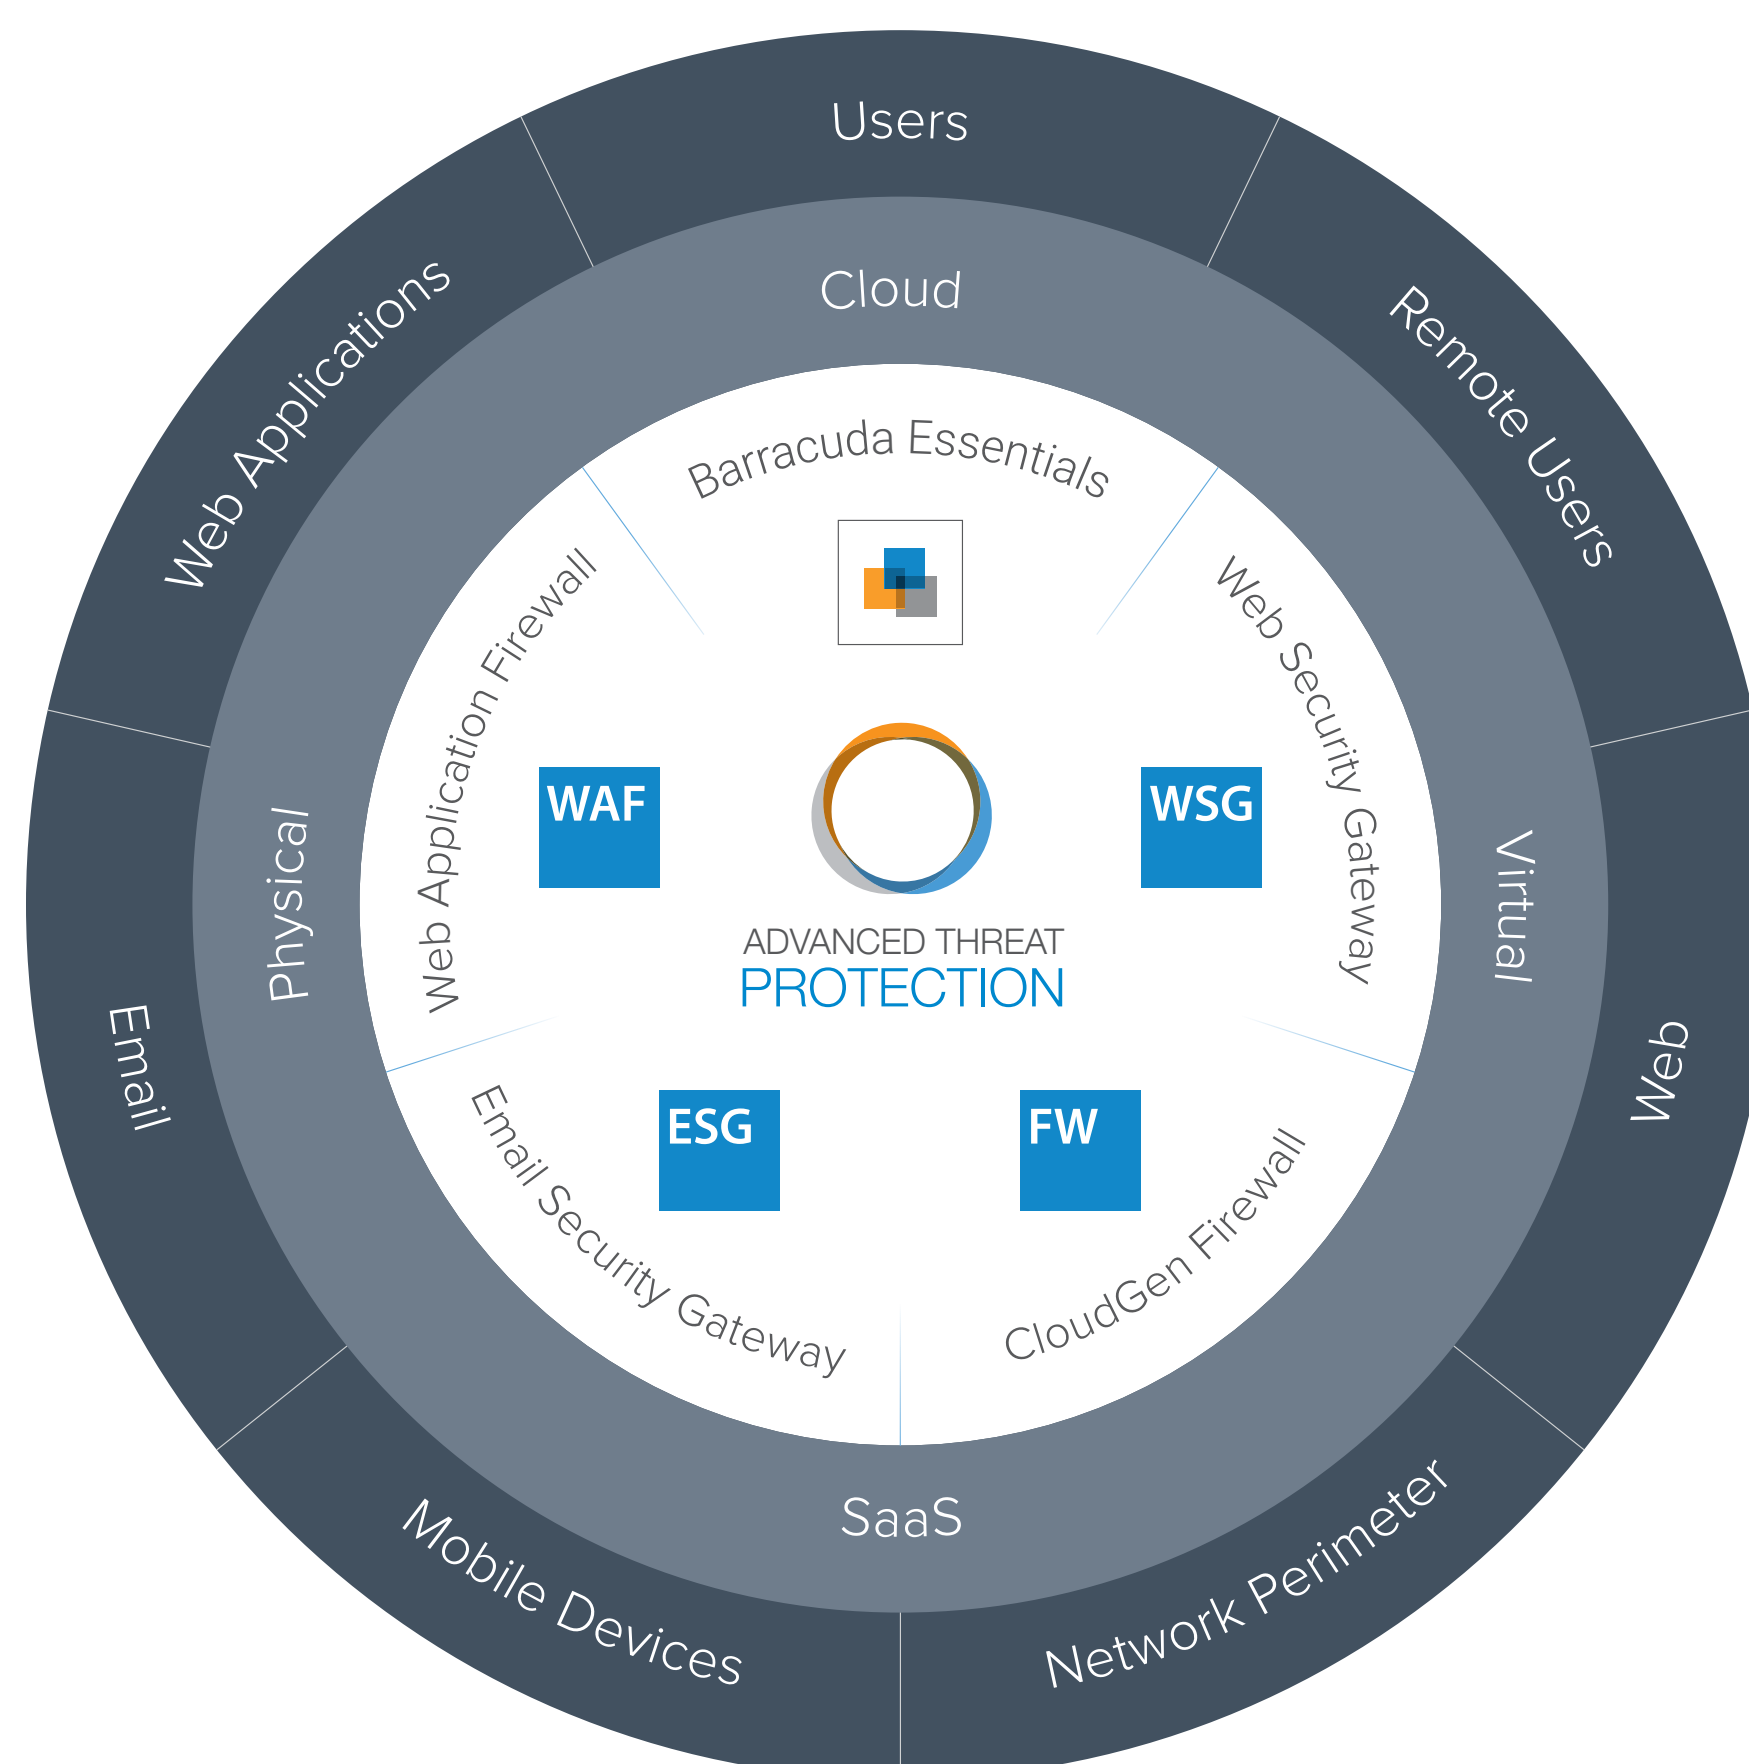 Users
Remote Users
Web
Network Perimeter
Mobile Devices
Email
Web Applications
Cloud
Virtual
SaaS
Physical
Barracuda Essentials
Web Security Gateway
WSG
CloudGen Firewall
FW
Email Security Gateway
ESG
Web Application Firewall
WAF
ADVANCED THREAT
PROTECTION